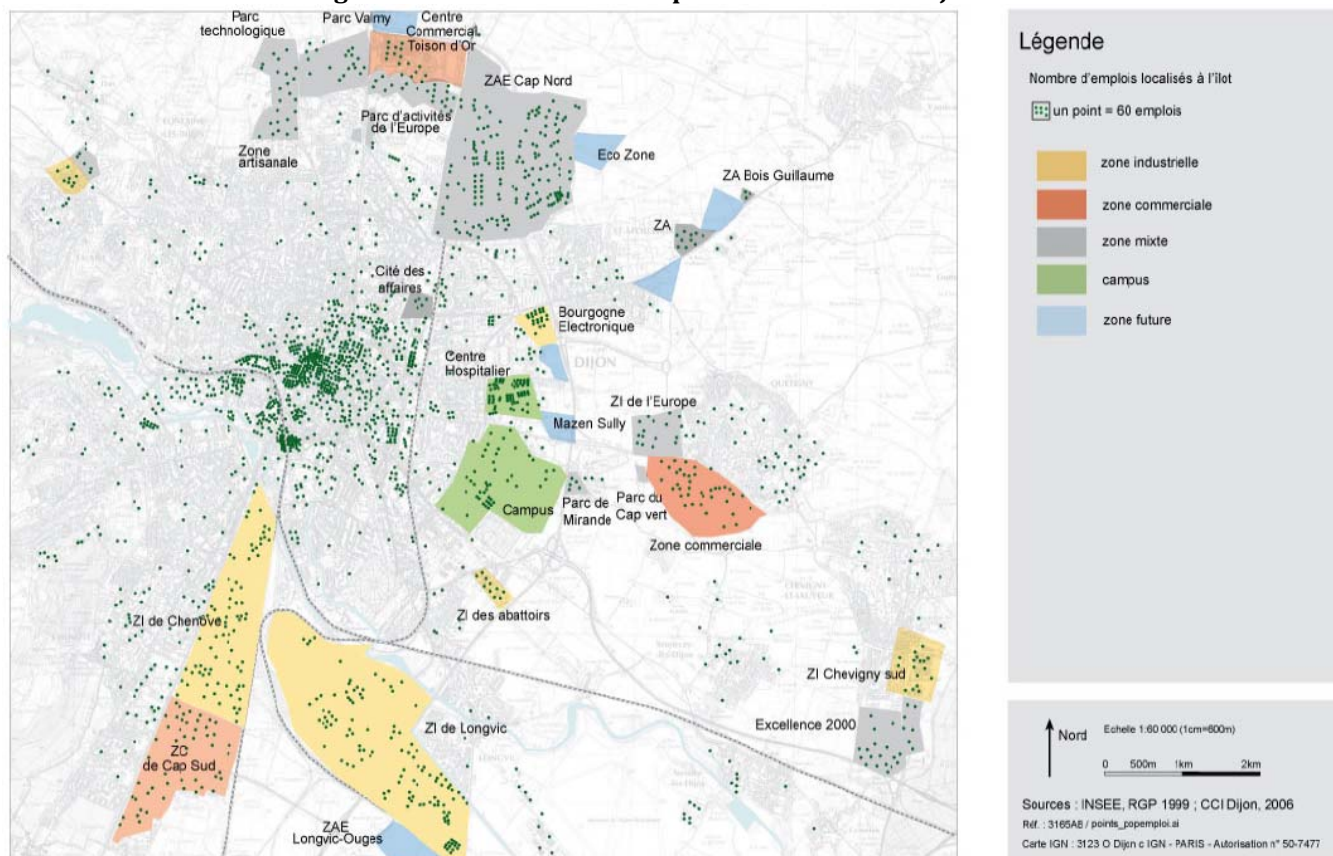 Parc
technologique
Parc Valmy
Centre
Commercial
Toison d'Or
ZAE Cap Nord
Parc d'activités
de l'Europe
Zone
artisanale
Eco Zone
ZA Bois Guillaume
ZA
Cité des
affaires
Bourgogne
Electronique
DIJON
Centre
Hospitalier
ZI de l'Europe
Mazen Sully
QUETIGNY
Campus
Parc de
Mirande
Parc du
Cap vert
Zone commerciale
ZI des abattoirs
ZI de Chenôve
ZI Chevigny sud
ZI de Longvic
Excellence 2000
ZC
de Cap Sud
ZAE
Longvic-Ouges
Légende
Nombre d'emplois localisés à l'îlot
un point = 60 emplois
zone industrielle
zone commerciale
zone mixte
campus
zone future
Nord
Echelle 1:60 000 (1cm=600m)
0 500m 1km 2km
Sources : INSEE, RGP 1999 ; CCI Dijon, 2006
Réf. : 3165A8 / points_popemploi.ai
Carte IGN : 3123 O Dijon c IGN - PARIS - Autorisation n° 50-7477